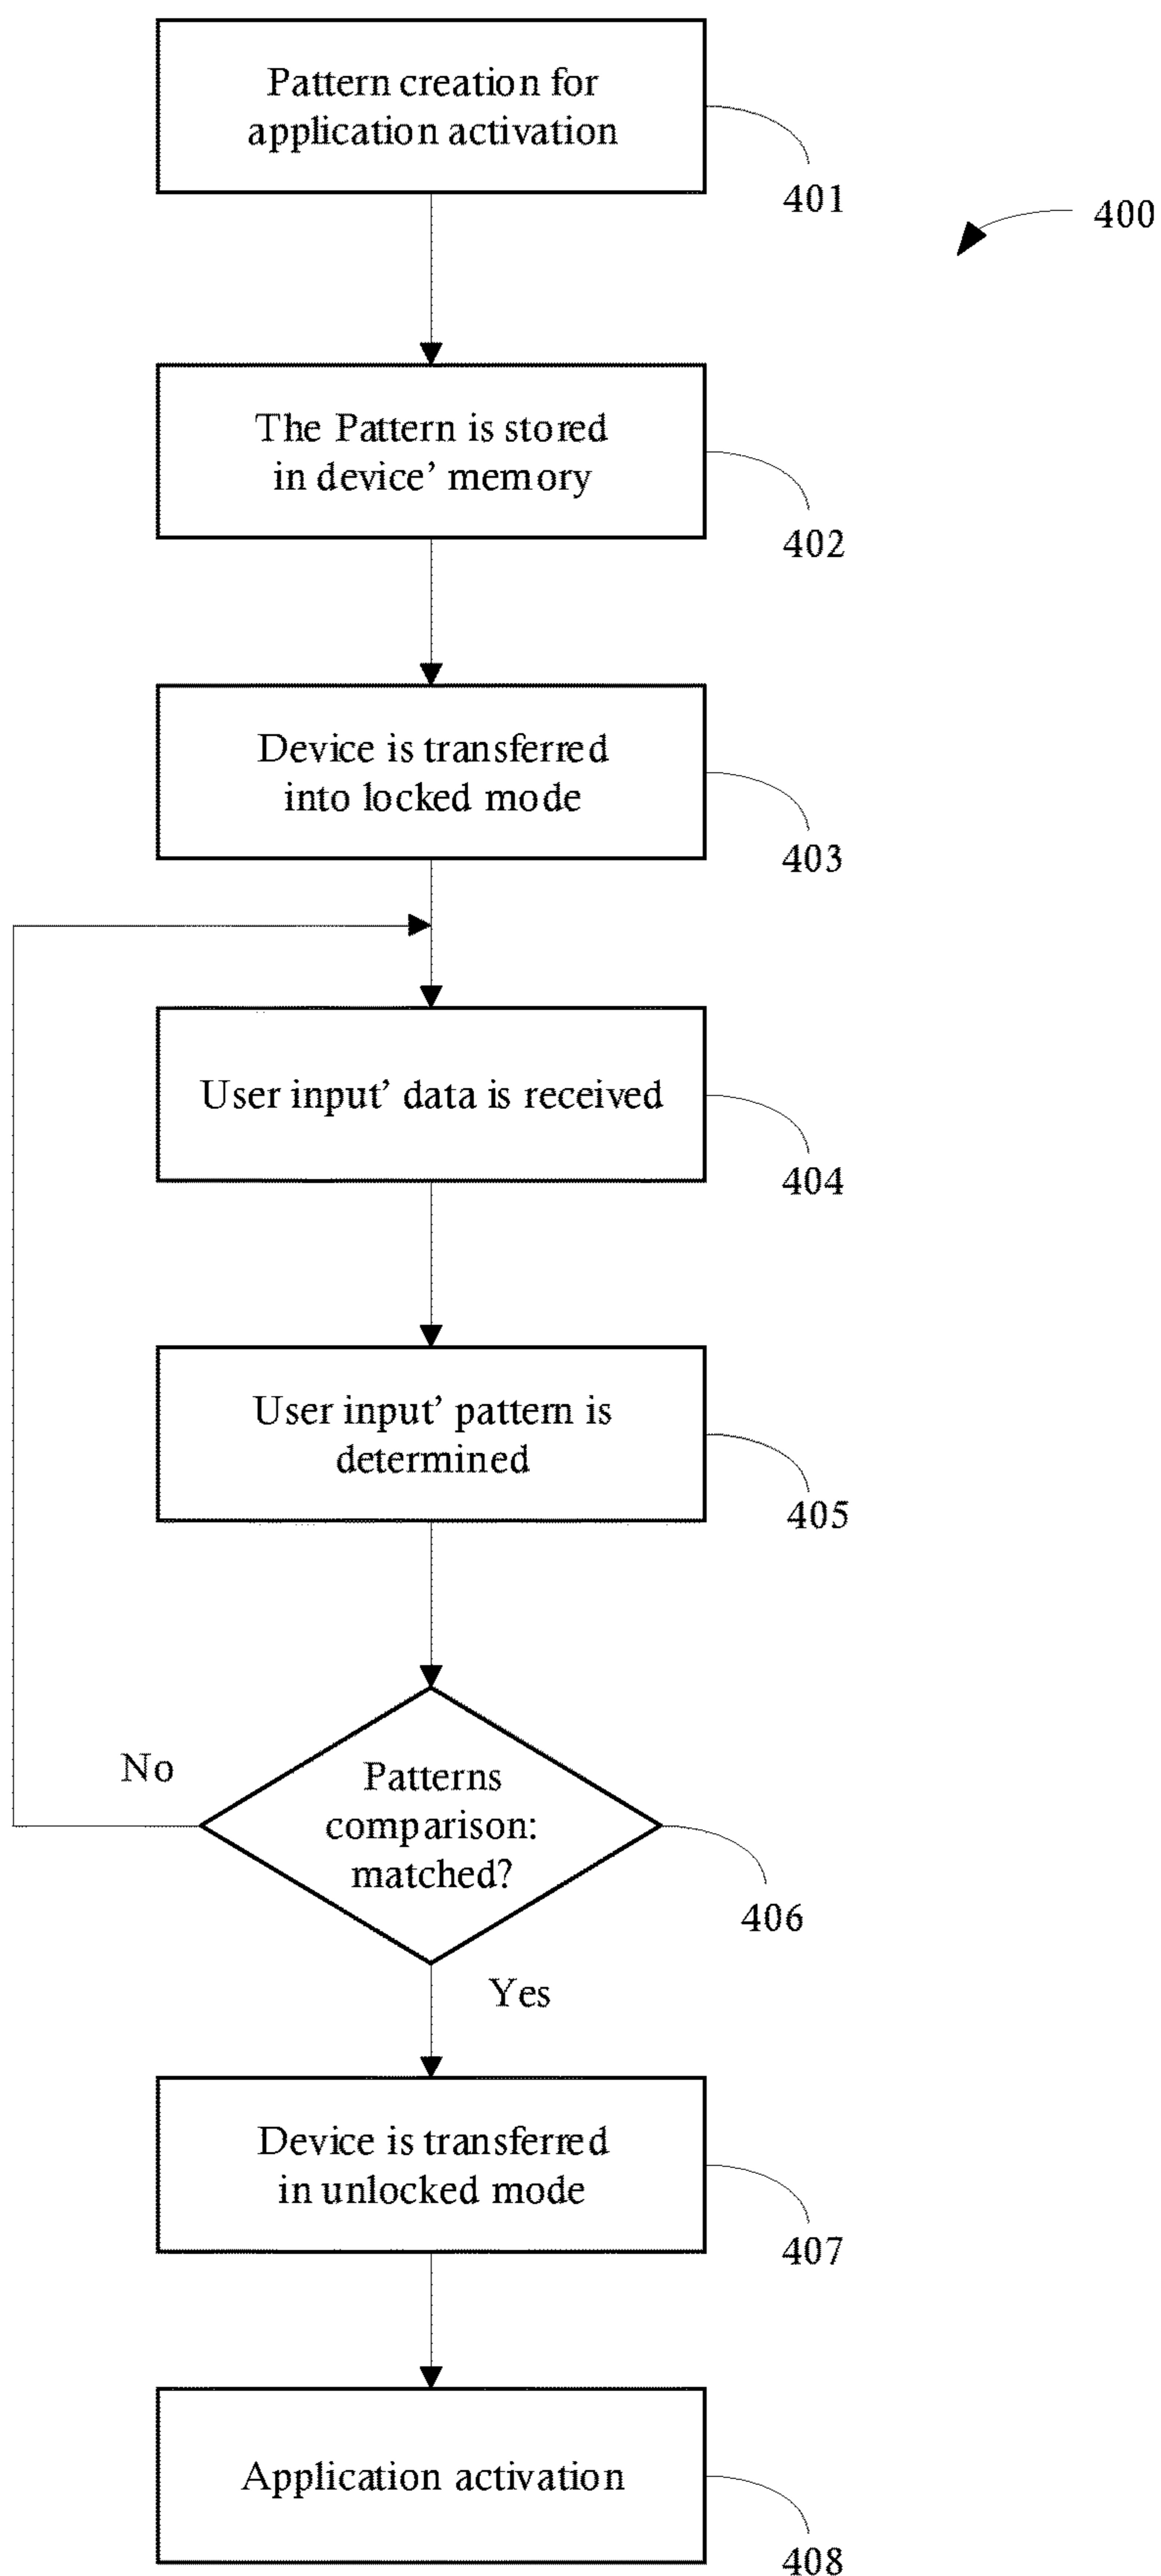 Pattern creation for
application activation
401
400
The Pattern is stored
in device’ memory
402
Device is transferred
into locked mode
403
User input’ data is received
404
User input’ pattern is
determined
405
No
Patterns
comparison:
matched?
406
Yes
Device is transferred
in unlocked mode
407
Application activation
408